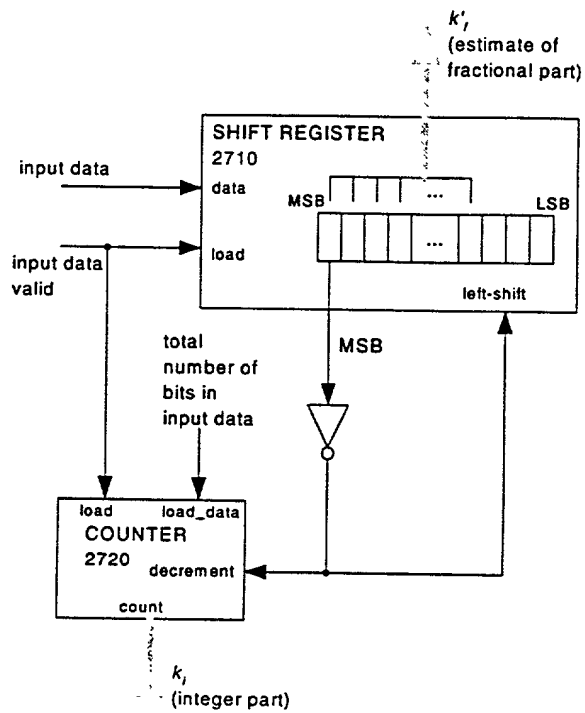 k'f
(estimate of
fractional part)
SHIFT REGISTER
2710
input data
data
MSB
...
LSB
...
input data
valid
load
left-shift
total
number of
bits in
input data
MSB
load
load_data
COUNTER
2720
decrement
count
ki
(integer part)